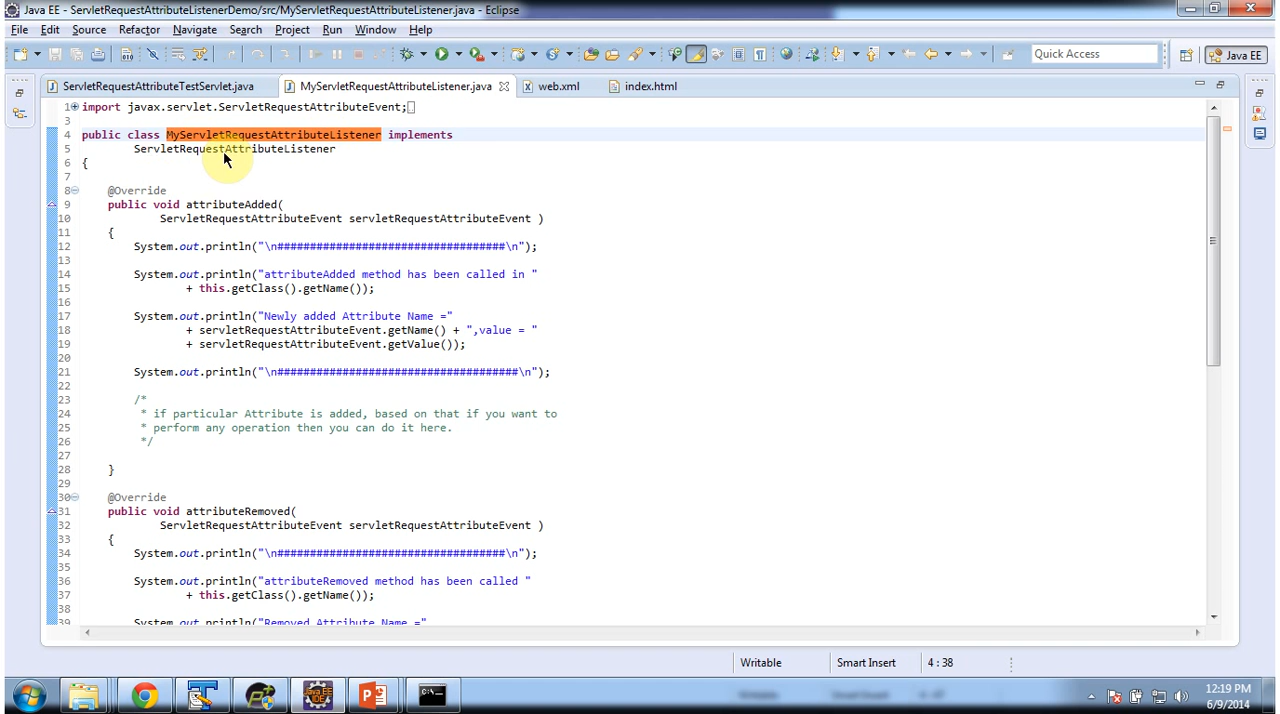 Java EE - ServletRequestAttributeListenerDemo/src/MyServletRequestAttributeListener.java - Eclipse
File Edit Source Refactor Navigate Search Project Run Window Help
Quick Access Java EE
ServletRequestAttributeTestServlet.java MyServletRequestAttributeListener.java web.xml index.html
1 import javax.servlet.ServletRequestAttributeEvent;
3
4 public class MyServletRequestAttributeListener implements
5 ServletRequestAttributeListener
6 {
7
8 @Override
9 public void attributeAdded(
10 ServletRequestAttributeEvent servletRequestAttributeEvent )
11 {
12 System.out.println("\n###################################\n");
13
14 System.out.println("attributeAdded method has been called in "
15 + this.getClass().getName());
16
17 System.out.println("Newly added Attribute Name ="
18 + servletRequestAttributeEvent.getName() + ",value = "
19 + servletRequestAttributeEvent.getValue());
20
21 System.out.println("\n#####################################\n");
22
23 /*
24 * if particular Attribute is added, based on that if you want to
25 * perform any operation then you can do it here.
26 */
27
28 }
29
30 @Override
31 public void attributeRemoved(
32 ServletRequestAttributeEvent servletRequestAttributeEvent )
33 {
34 System.out.println("\n###################################\n");
35
36 System.out.println("attributeRemoved method has been called "
37 + this.getClass().getName());
38
39 System.out.println("Removed Attribute Name ="
Writable Smart Insert 4 : 38
12:19 PM
6/9/2014